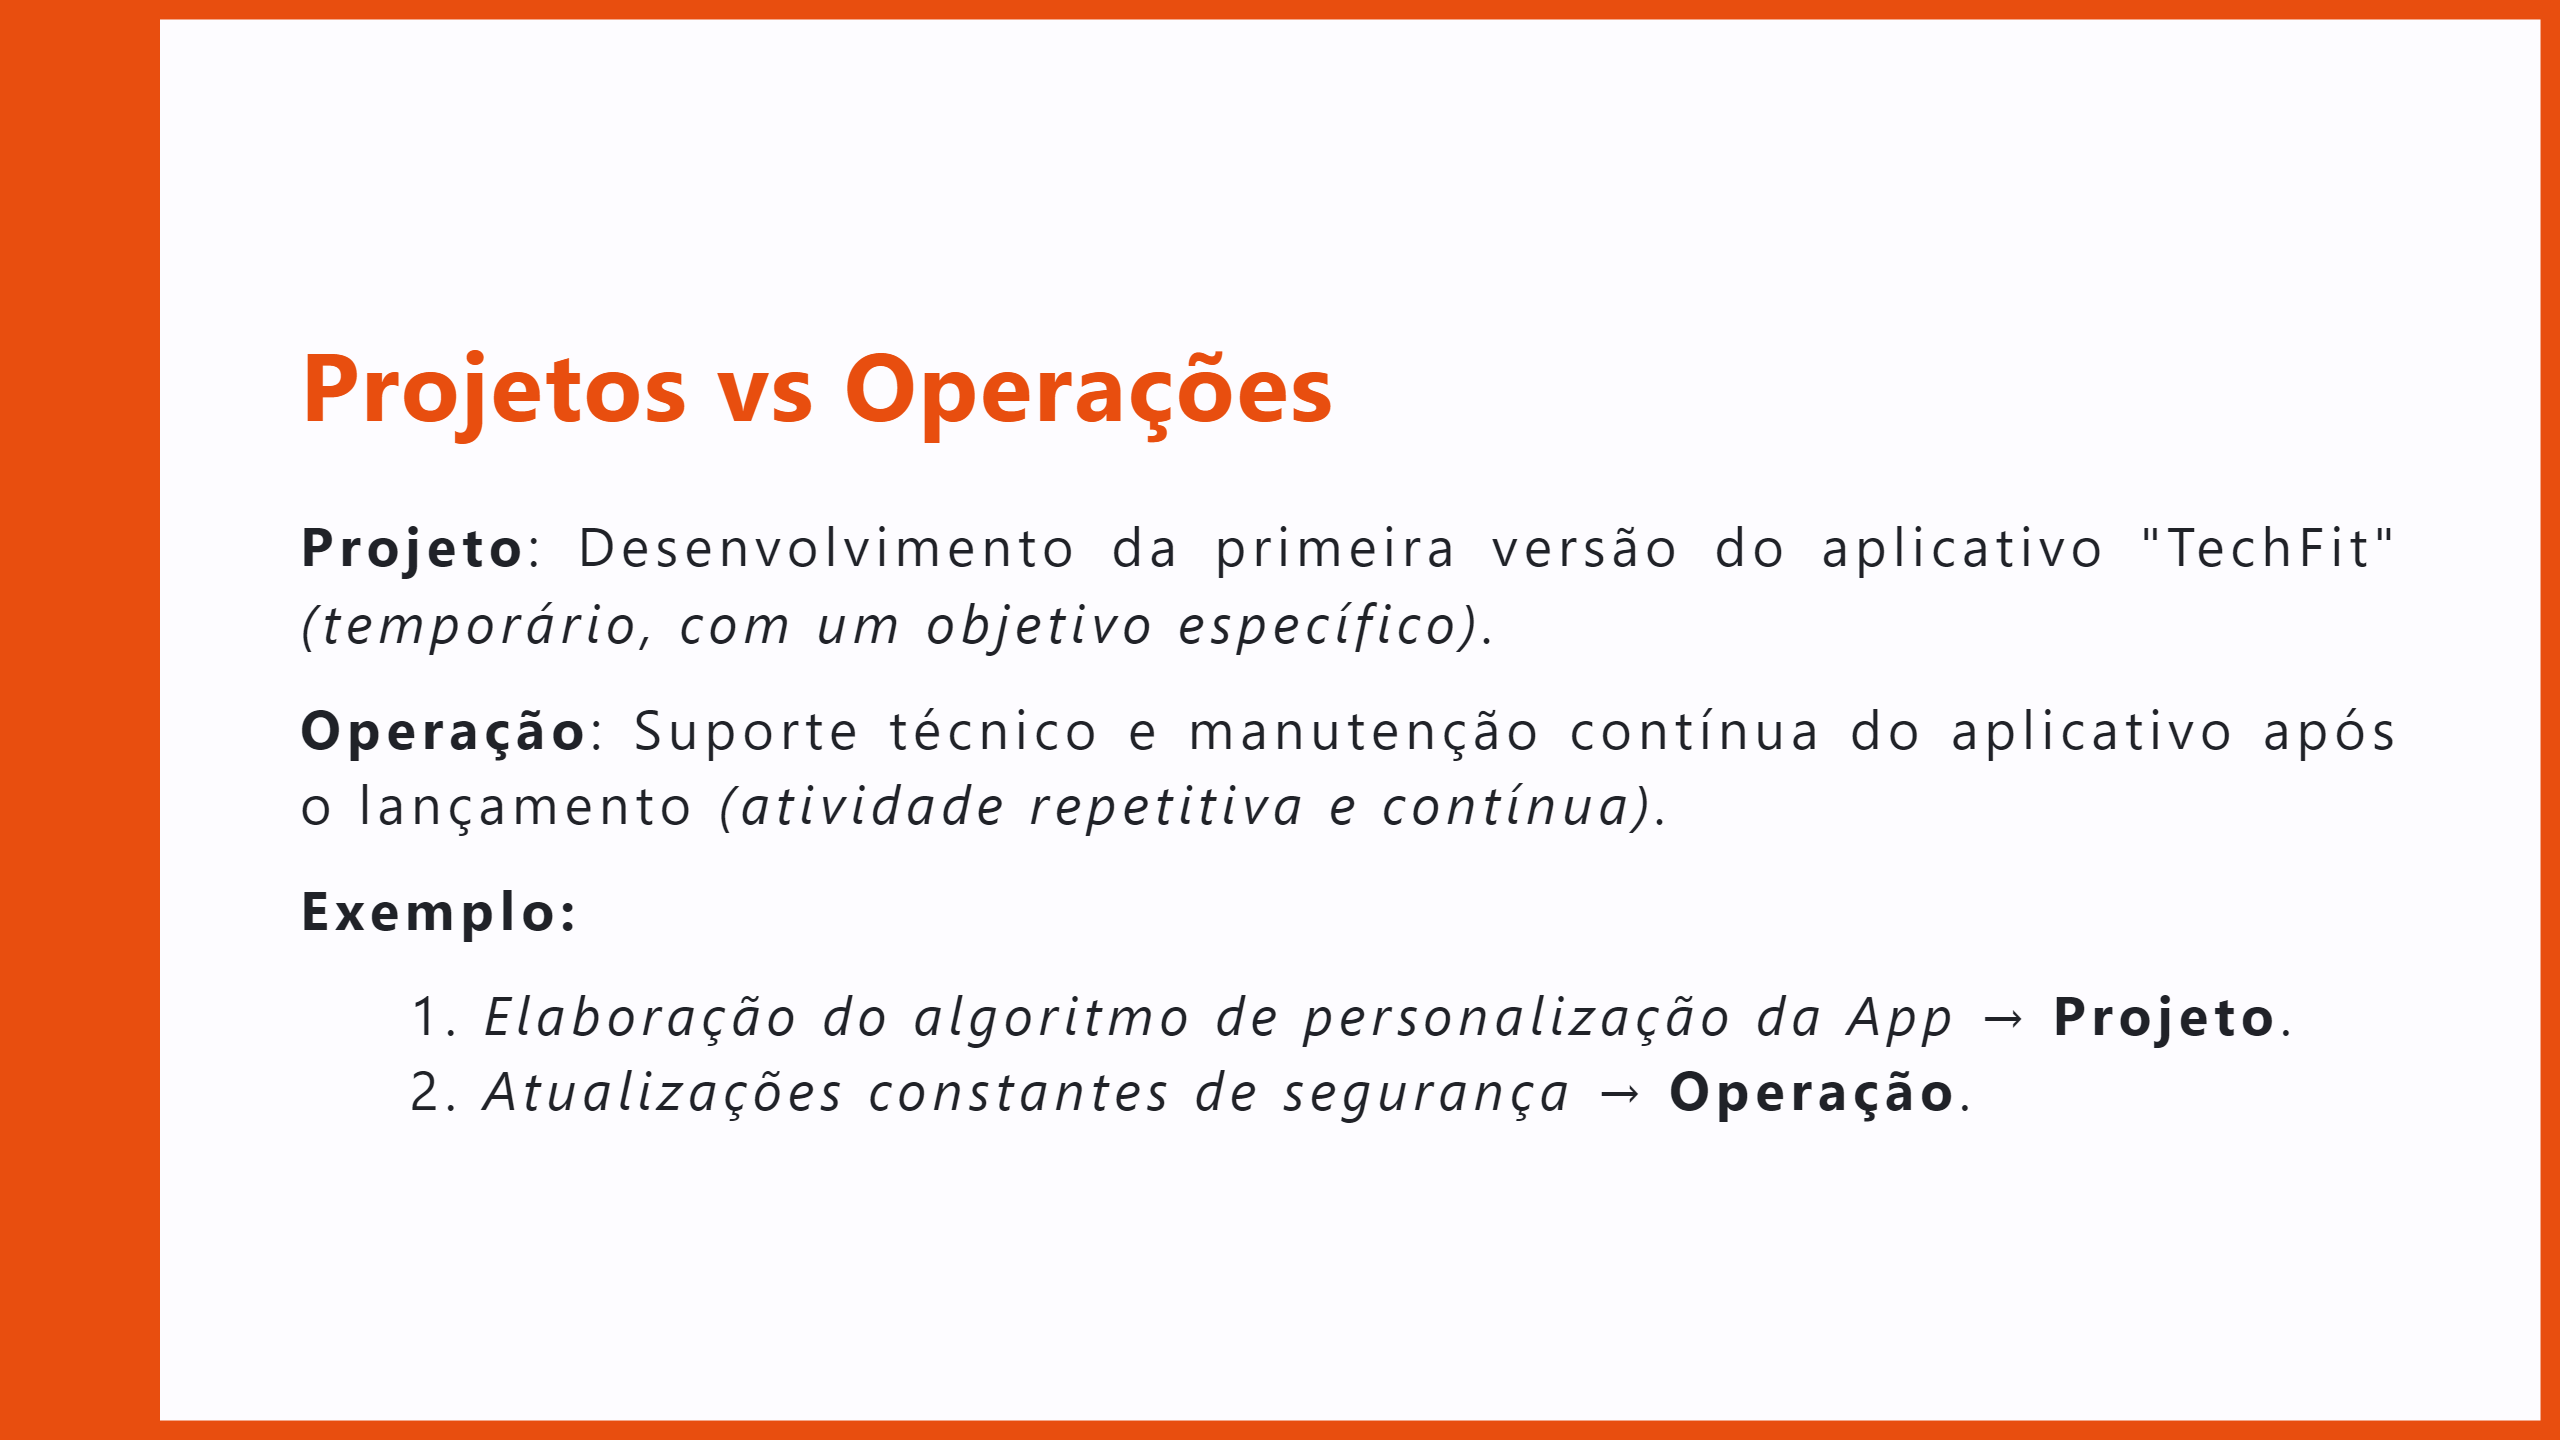 Projetos vs Operações
Projeto: Desenvolvimento da primeira versão do aplicativo "TechFit"
(temporário, com um objetivo específico).
Operação: Suporte técnico e manutenção contínua do aplicativo após
o lançamento (atividade repetitiva e contínua).
Exemplo:
1. Elaboração do algoritmo de personalização da App → Projeto.
2. Atualizações constantes de segurança → Operação.